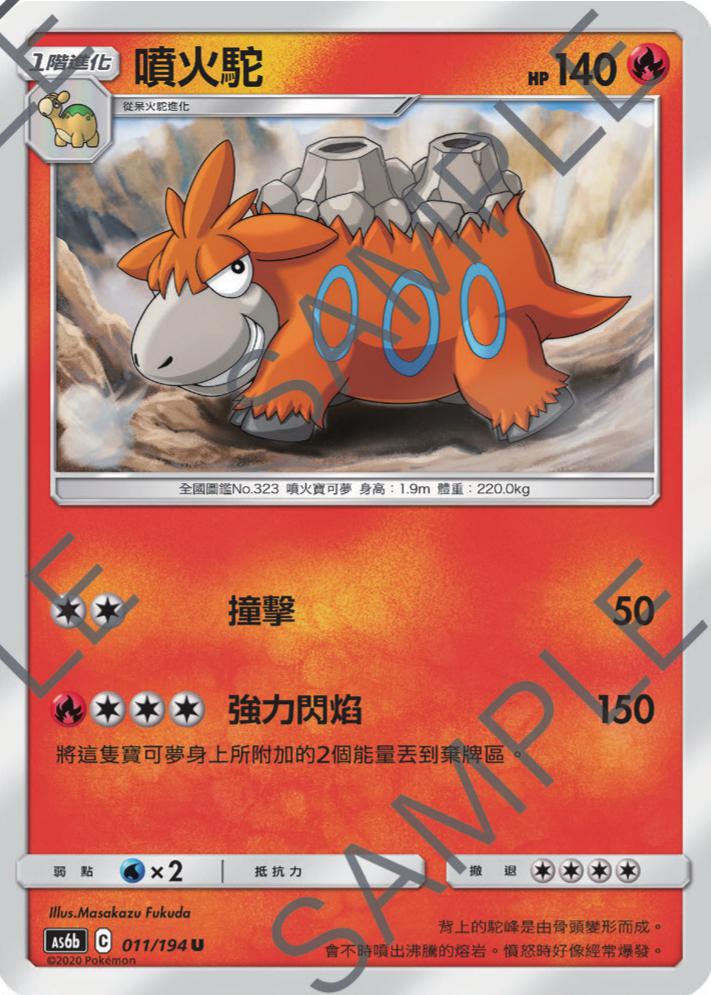 1階進化
噴火駝
HP 140
從呆火駝進化
全國圖鑑No.323 噴火寶可夢 身高：1.9m 體重：220.0kg
撞擊 50
強力閃焰 150
將這隻寶可夢身上所附加的2個能量丟到棄牌區。
弱點 ×2 抵抗力 撤退
Illus.Masakazu Fukuda
AS6b C 011/194 U
©2020 Pokémon
背上的駝峰是由骨頭變形而成。
會不時噴出沸騰的熔岩。憤怒時好像經常爆發。
SAMPLE
SAMPLE